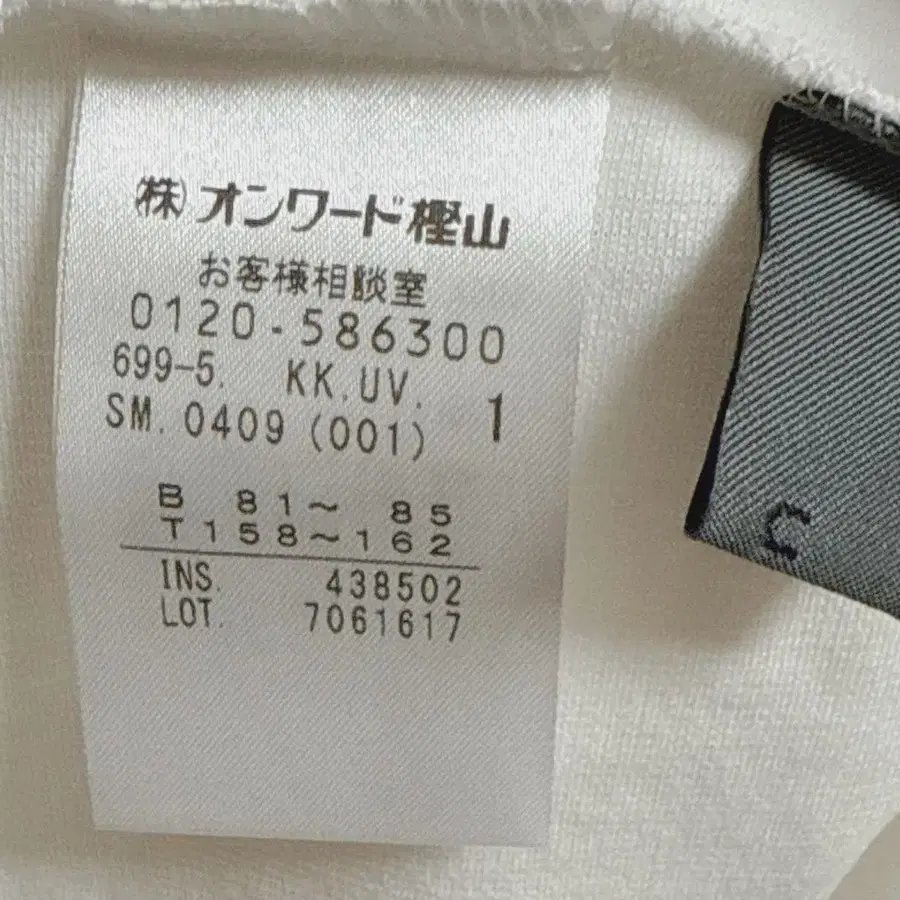 (株)オンワード樫山
お客様相談室
0120-586300
699-5. KK.UV.
SM. 0409 (001) 1
B 81～ 85
T158～162
INS. 438502
LOT. 7061617